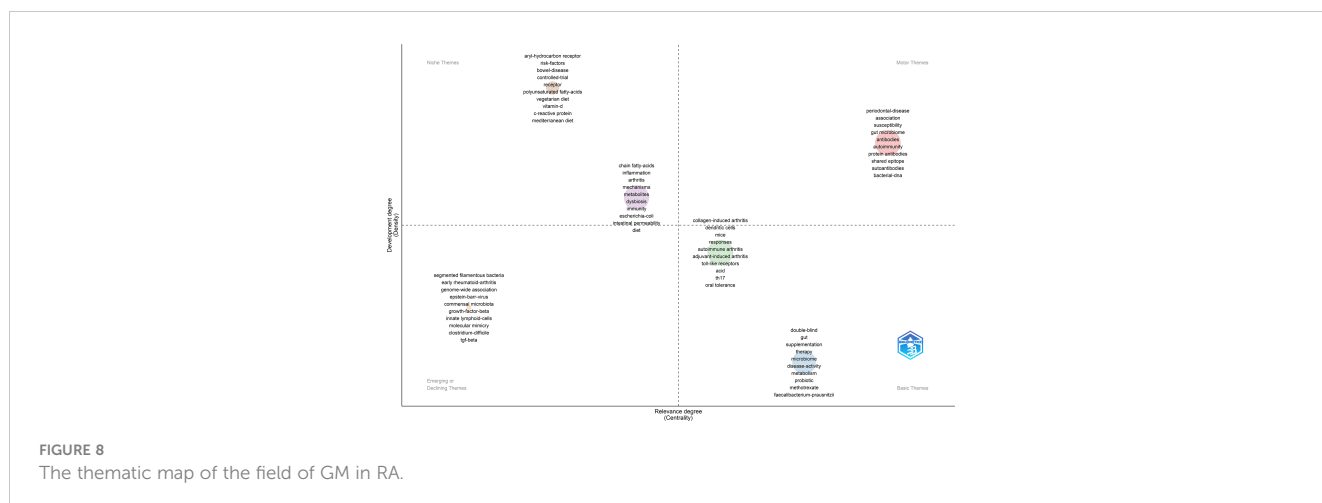 Niche Themes
aryl-hydrocarbon receptor
risk-factors
bowel-disease
controlled-trial
receptor
polyunsaturated fatty-acids
vegetarian diet
vitamin-d
c-reactive protein
mediterranean diet
Motor Themes
periodontal-disease
association
susceptibility
gut microbiome
antibodies
autoimmunity
protein antibodies
shared epitope
autoantibodies
bacterial-dna
chain fatty-acids
inflammation
arthritis
mechanisms
metabolites
dysbiosis
immunity
escherichia-coli
intestinal permeability
diet
collagen-induced arthritis
dendritic cells
mice
responses
autoimmune arthritis
adjuvant-induced arthritis
toll-like receptors
acid
th17
oral tolerance
Development degree
(Density)
segmented filamentous bacteria
early rheumatoid-arthritis
genome-wide association
epstein-barr-virus
commensal microbiota
growth-factor-beta
innate lymphoid-cells
molecular mimicry
clostridium-difficile
tgf-beta
double-blind
gut
supplementation
therapy
microbiome
disease-activity
metabolism
probiotic
methotrexate
faecalibacterium-prausnitzii
Emerging or
Declining Themes
Basic Themes
Relevance degree
(Centrality)
FIGURE 8
The thematic map of the field of GM in RA.